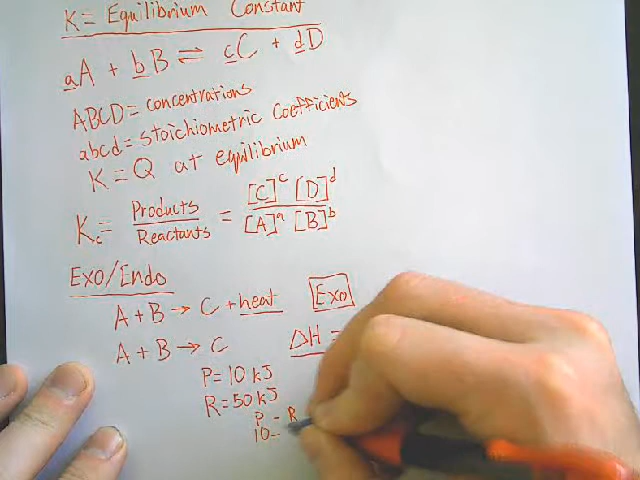 K = Equilibrium Constant
aA + bB ⇌ cC + dD
ABCD = concentrations
abcd = stoichiometric coefficients
K = Q at equilibrium
Kc = Products / Reactants = [C]^c [D]^d / [A]^a [B]^b
Exo/Endo
A + B → C + heat Exo
A + B → C ΔH =
P = 10 kJ
R = 50 kJ
P - R
10 -